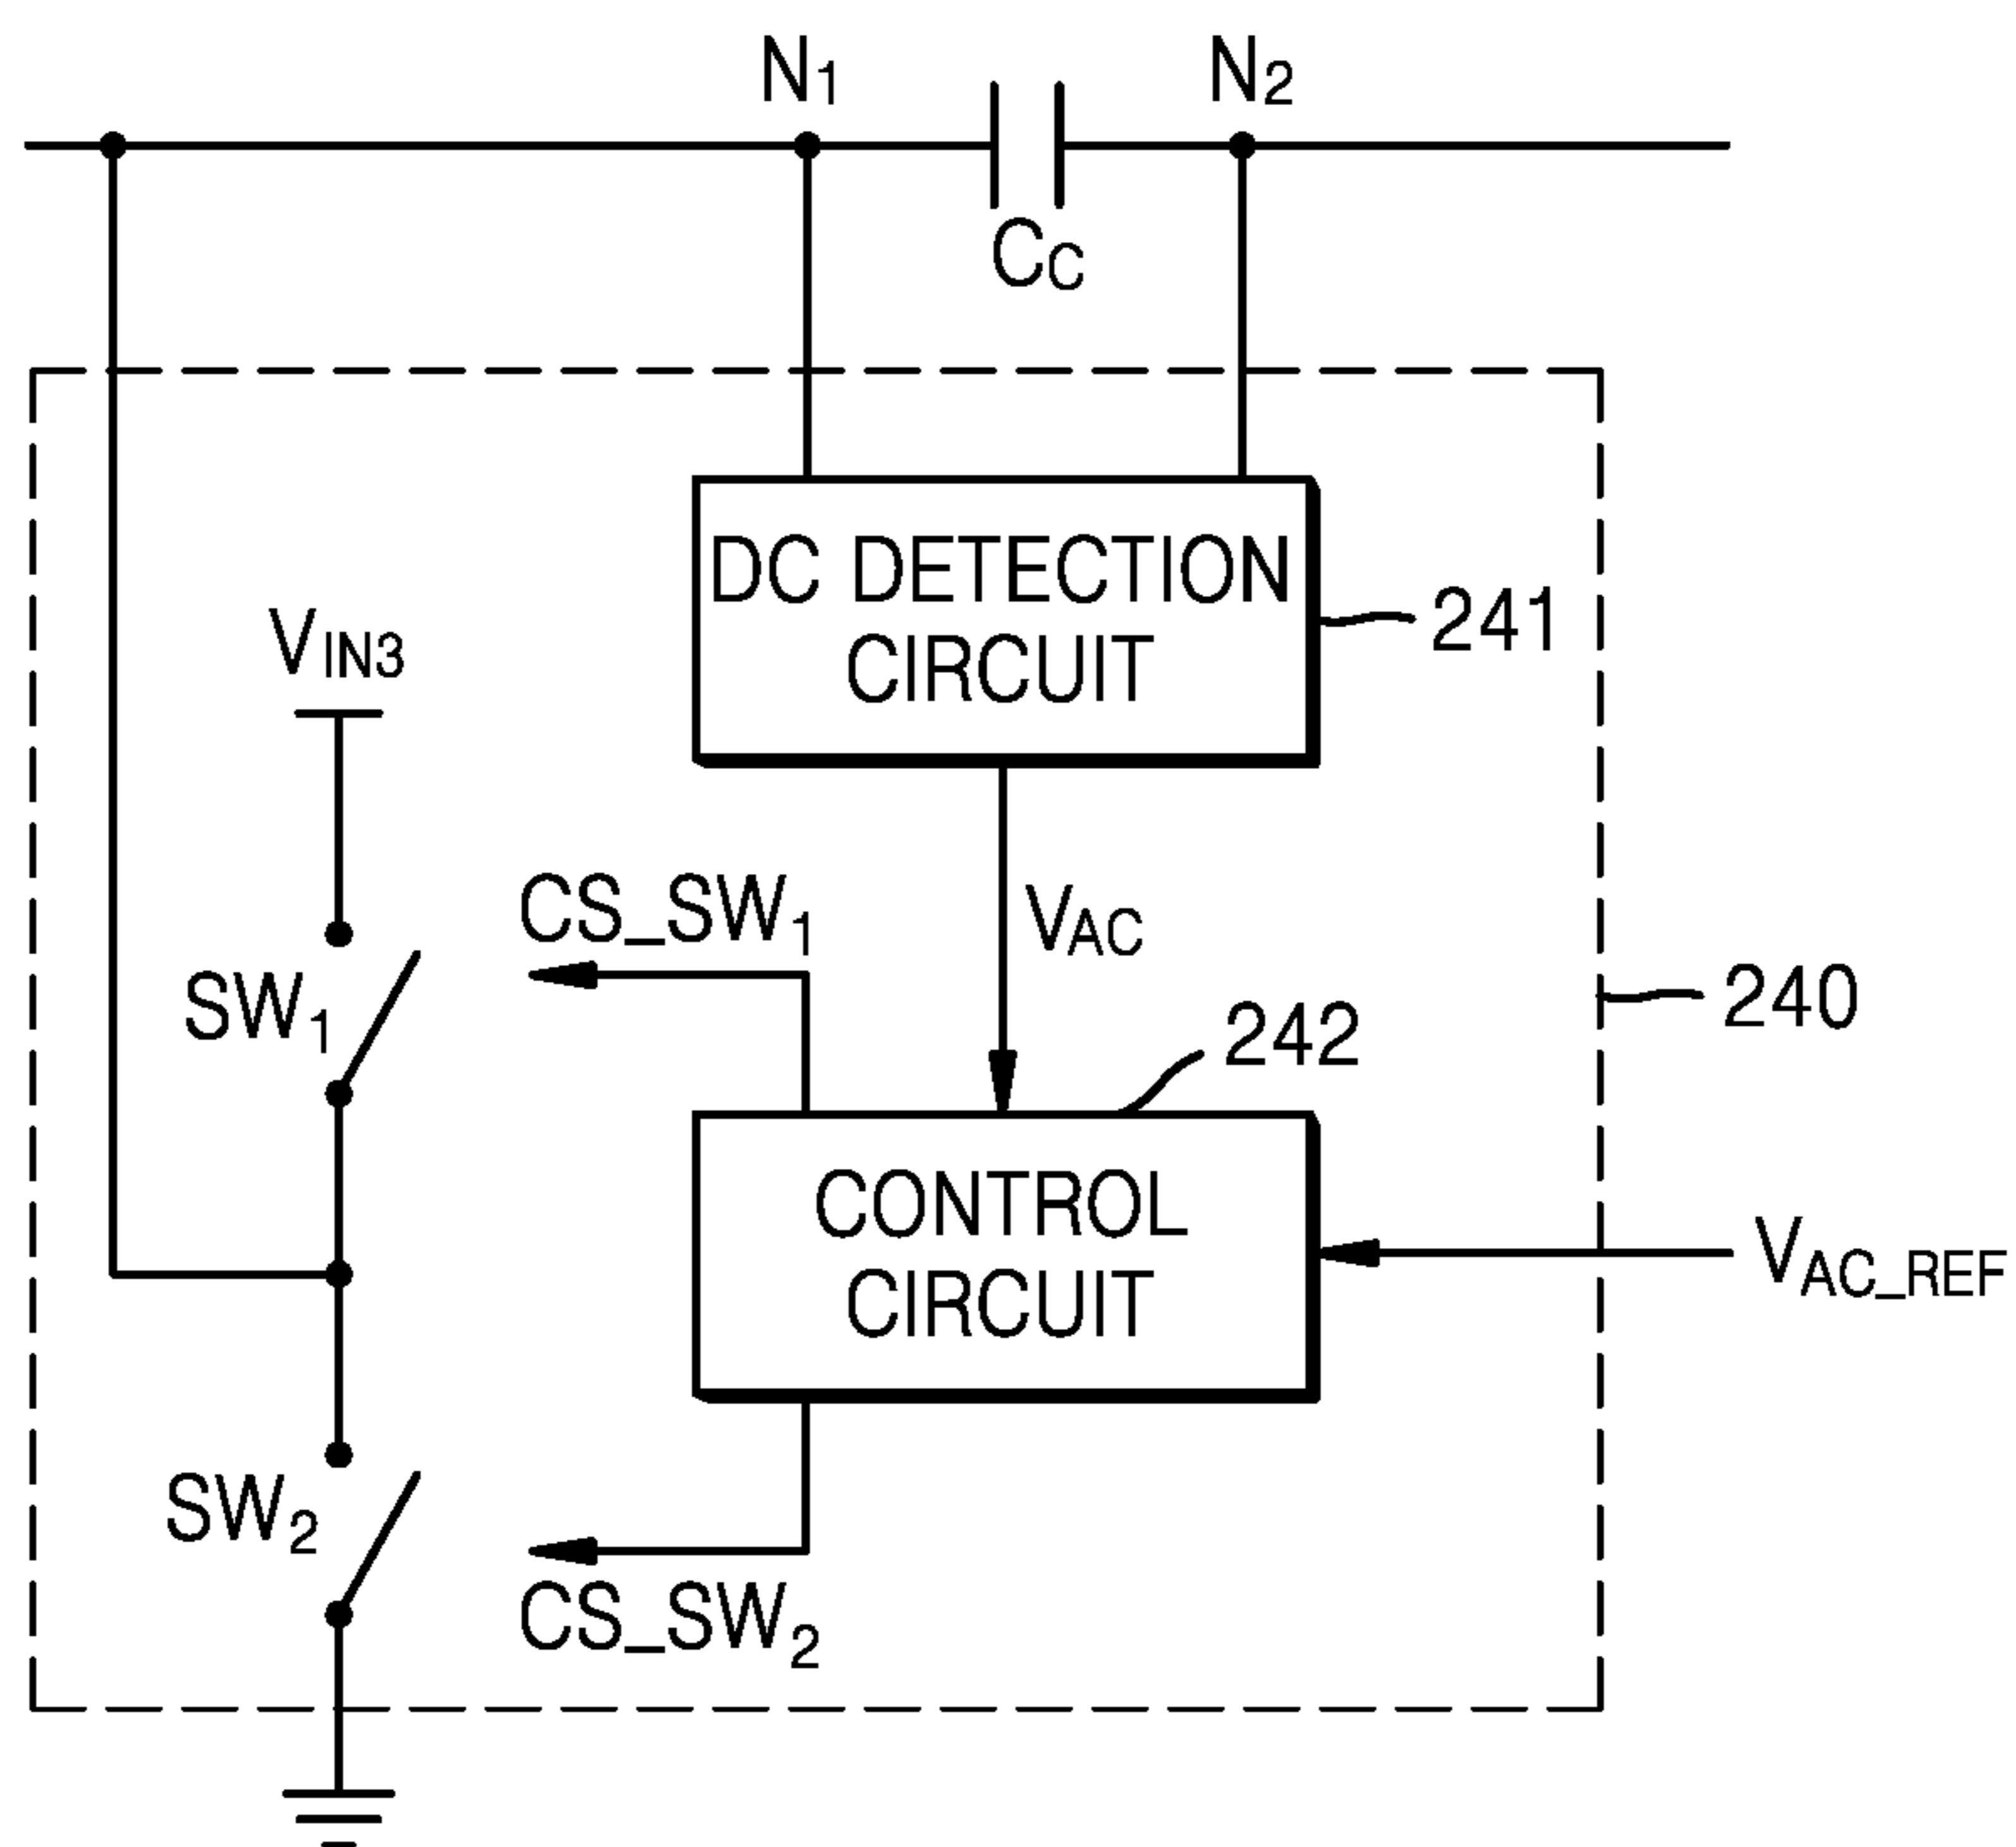 N1
N2
CC
DC DETECTION
CIRCUIT
241
VIN3
CS_SW1
VAC
SW1
240
242
CONTROL
CIRCUIT
VAC_REF
SW2
CS_SW2